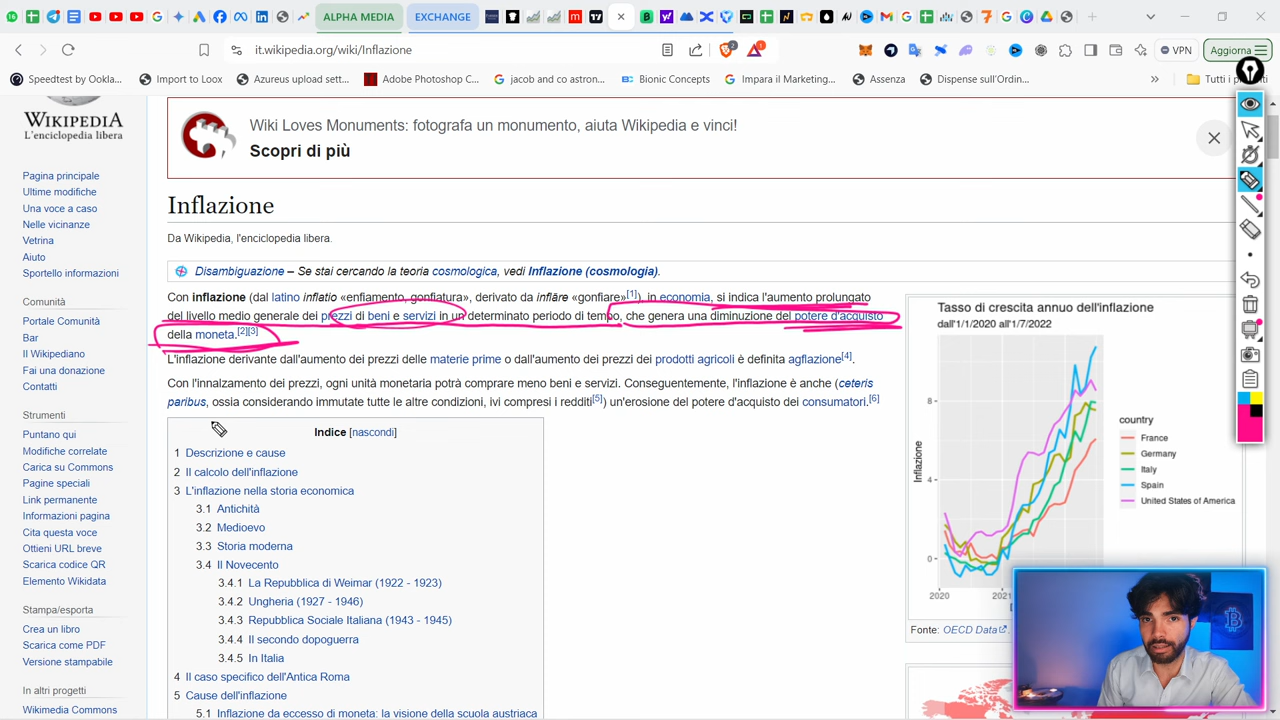 ALPHA MEDIA
EXCHANGE
it.wikipedia.org/wiki/Inflazione
VPN
Aggiorna
Speedtest by Ookla...
Import to Loox
Azureus upload sett...
Adobe Photoshop C...
jacob and co astron...
Bionic Concepts
Impara il Marketing...
Assenza
Dispense sull'Ordin...
»
Tutti i
WIKIPEDIA
L'enciclopedia libera
Pagina principale
Ultime modifiche
Una voce a caso
Nelle vicinanze
Vetrina
Aiuto
Sportello informazioni
Comunità
Portale Comunità
Bar
Il Wikipediano
Fai una donazione
Contatti
Strumenti
Puntano qui
Modifiche correlate
Carica su Commons
Pagine speciali
Link permanente
Informazioni pagina
Cita questa voce
Ottieni URL breve
Scarica codice QR
Elemento Wikidata
Stampa/esporta
Crea un libro
Scarica come PDF
Versione stampabile
In altri progetti
Wikimedia Commons
Wiki Loves Monuments: fotografa un monumento, aiuta Wikipedia e vinci!
Scopri di più
Inflazione
Da Wikipedia, l'enciclopedia libera.
Disambiguazione – Se stai cercando la teoria cosmologica, vedi Inflazione (cosmologia).
Con inflazione (dal latino inflatio «enfiamento, gonfiatura», derivato da inflāre «gonfiare»[1]), in economia, si indica l'aumento prolungato
del livello medio generale dei prezzi di beni e servizi in un determinato periodo di tempo, che genera una diminuzione del potere d'acquisto
della moneta.[2][3]
L'inflazione derivante dall'aumento dei prezzi delle materie prime o dall'aumento dei prezzi dei prodotti agricoli è definita agflazione[4].
Con l'innalzamento dei prezzi, ogni unità monetaria potrà comprare meno beni e servizi. Conseguentemente, l'inflazione è anche (ceteris
paribus, ossia considerando immutate tutte le altre condizioni, ivi compresi i redditi[5]) un'erosione del potere d'acquisto dei consumatori.[6]
Indice [nascondi]
1 Descrizione e cause
2 Il calcolo dell'inflazione
3 L'inflazione nella storia economica
3.1 Antichità
3.2 Medioevo
3.3 Storia moderna
3.4 Il Novecento
3.4.1 La Repubblica di Weimar (1922 - 1923)
3.4.2 Ungheria (1927 - 1946)
3.4.3 Repubblica Sociale Italiana (1943 - 1945)
3.4.4 Il secondo dopoguerra
3.4.5 In Italia
4 Il caso specifico dell'Antica Roma
5 Cause dell'inflazione
5.1 Inflazione da eccesso di moneta: la visione della scuola austriaca
Tasso di crescita annuo dell'inflazione
dall'1/1/2020 all'1/7/2022
Inflazione
8
4
0
2020
2021
country
France
Germany
Italy
Spain
United States of America
Fonte: OECD Data.